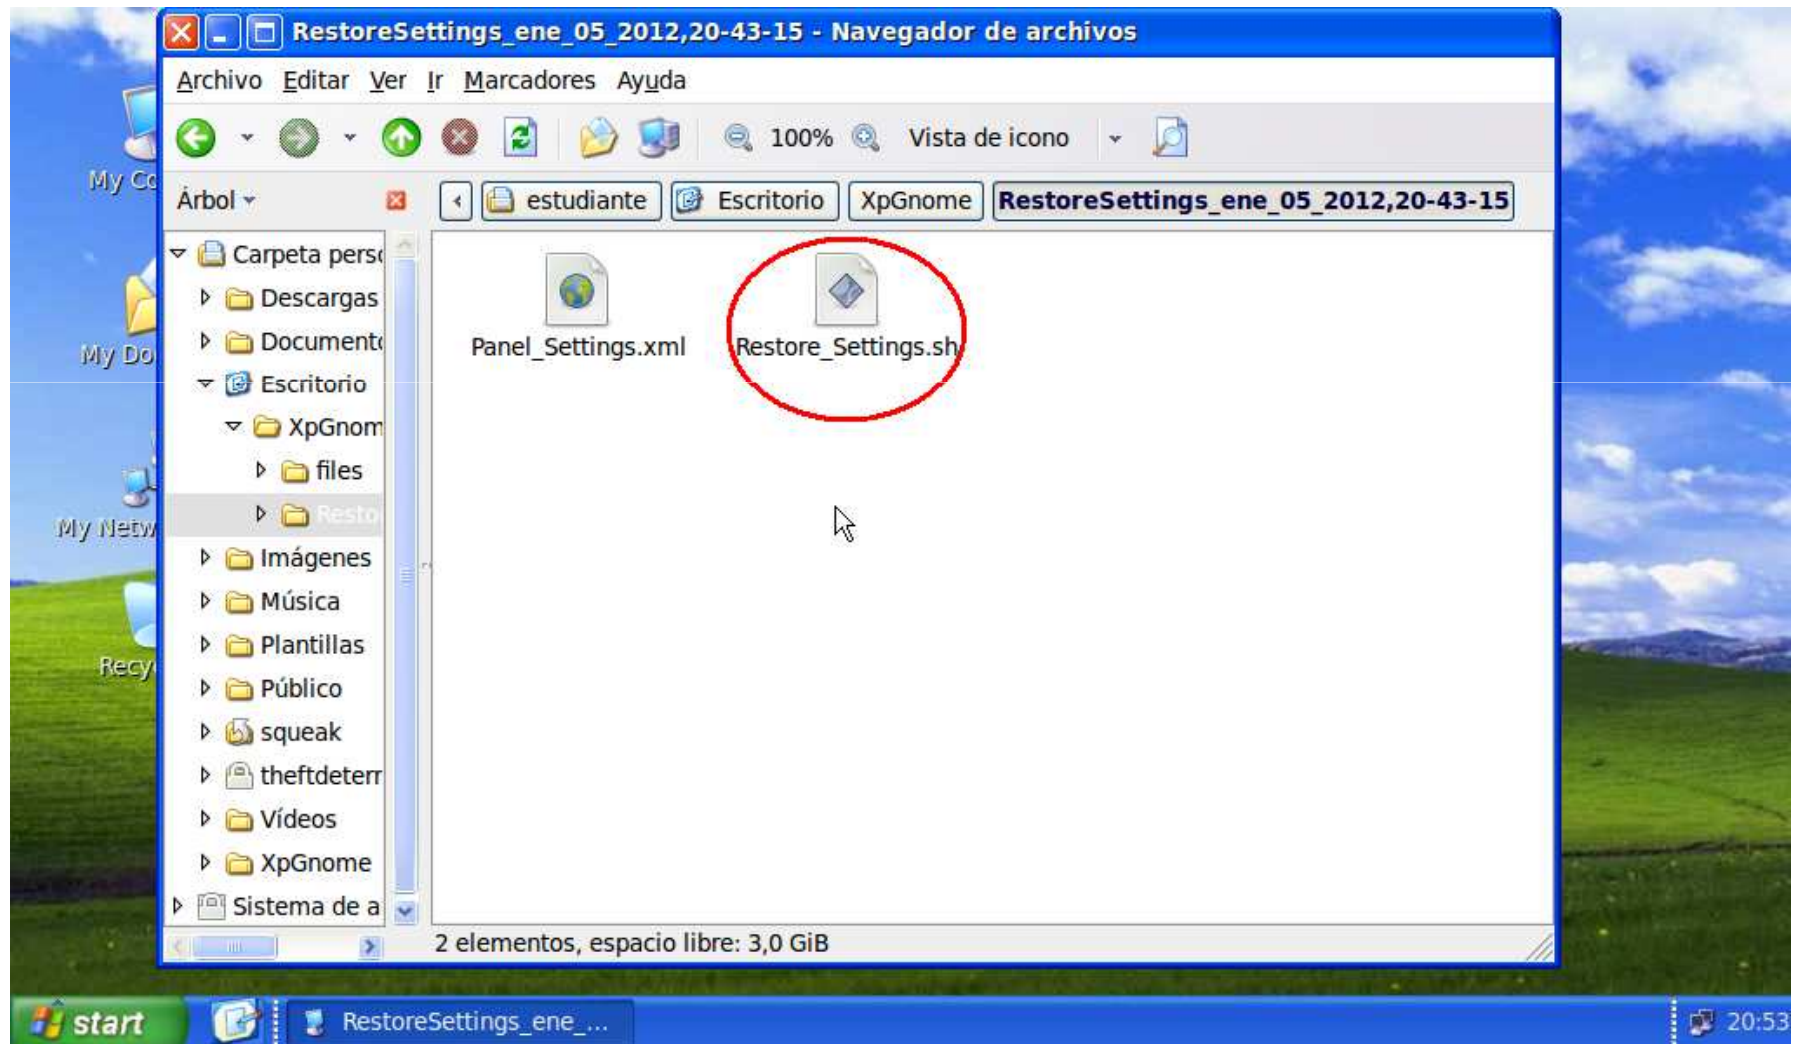 RestoreSettings_ene_05_2012,20-43-15 - Navegador de archivos
Archivo Editar Ver Ir Marcadores Ayuda
100% Vista de icono
Árbol
estudiante Escritorio XpGnome RestoreSettings_ene_05_2012,20-43-15
My Co
My Do
My Netw
Recy
Carpeta perso
Descargas
Documento
Escritorio
XpGnom
files
Resto
Imágenes
Música
Plantillas
Público
squeak
theftdeterr
Vídeos
XpGnome
Sistema de a
Panel_Settings.xml
Restore_Settings.sh
2 elementos, espacio libre: 3,0 GiB
start
RestoreSettings_ene_...
20:53